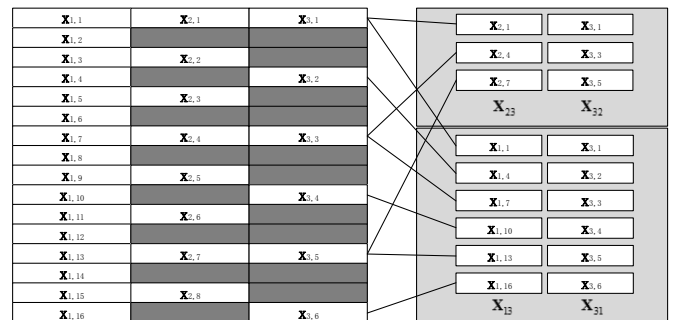 X1,1 X2,1 X3,1
X1,2
X1,3 X2,2
X1,4 X3,2
X1,5 X2,3
X1,6
X1,7 X2,4 X3,3
X1,8
X1,9 X2,5
X1,10 X3,4
X1,11 X2,6
X1,12
X1,13 X2,7 X3,5
X1,14
X1,15 X2,8
X1,16 X3,6
X2,1 X3,1
X2,4 X3,3
X2,7 X3,5
X23 X32
X1,1 X3,1
X1,4 X3,2
X1,7 X3,3
X1,10 X3,4
X1,13 X3,5
X1,16 X3,6
X13 X31